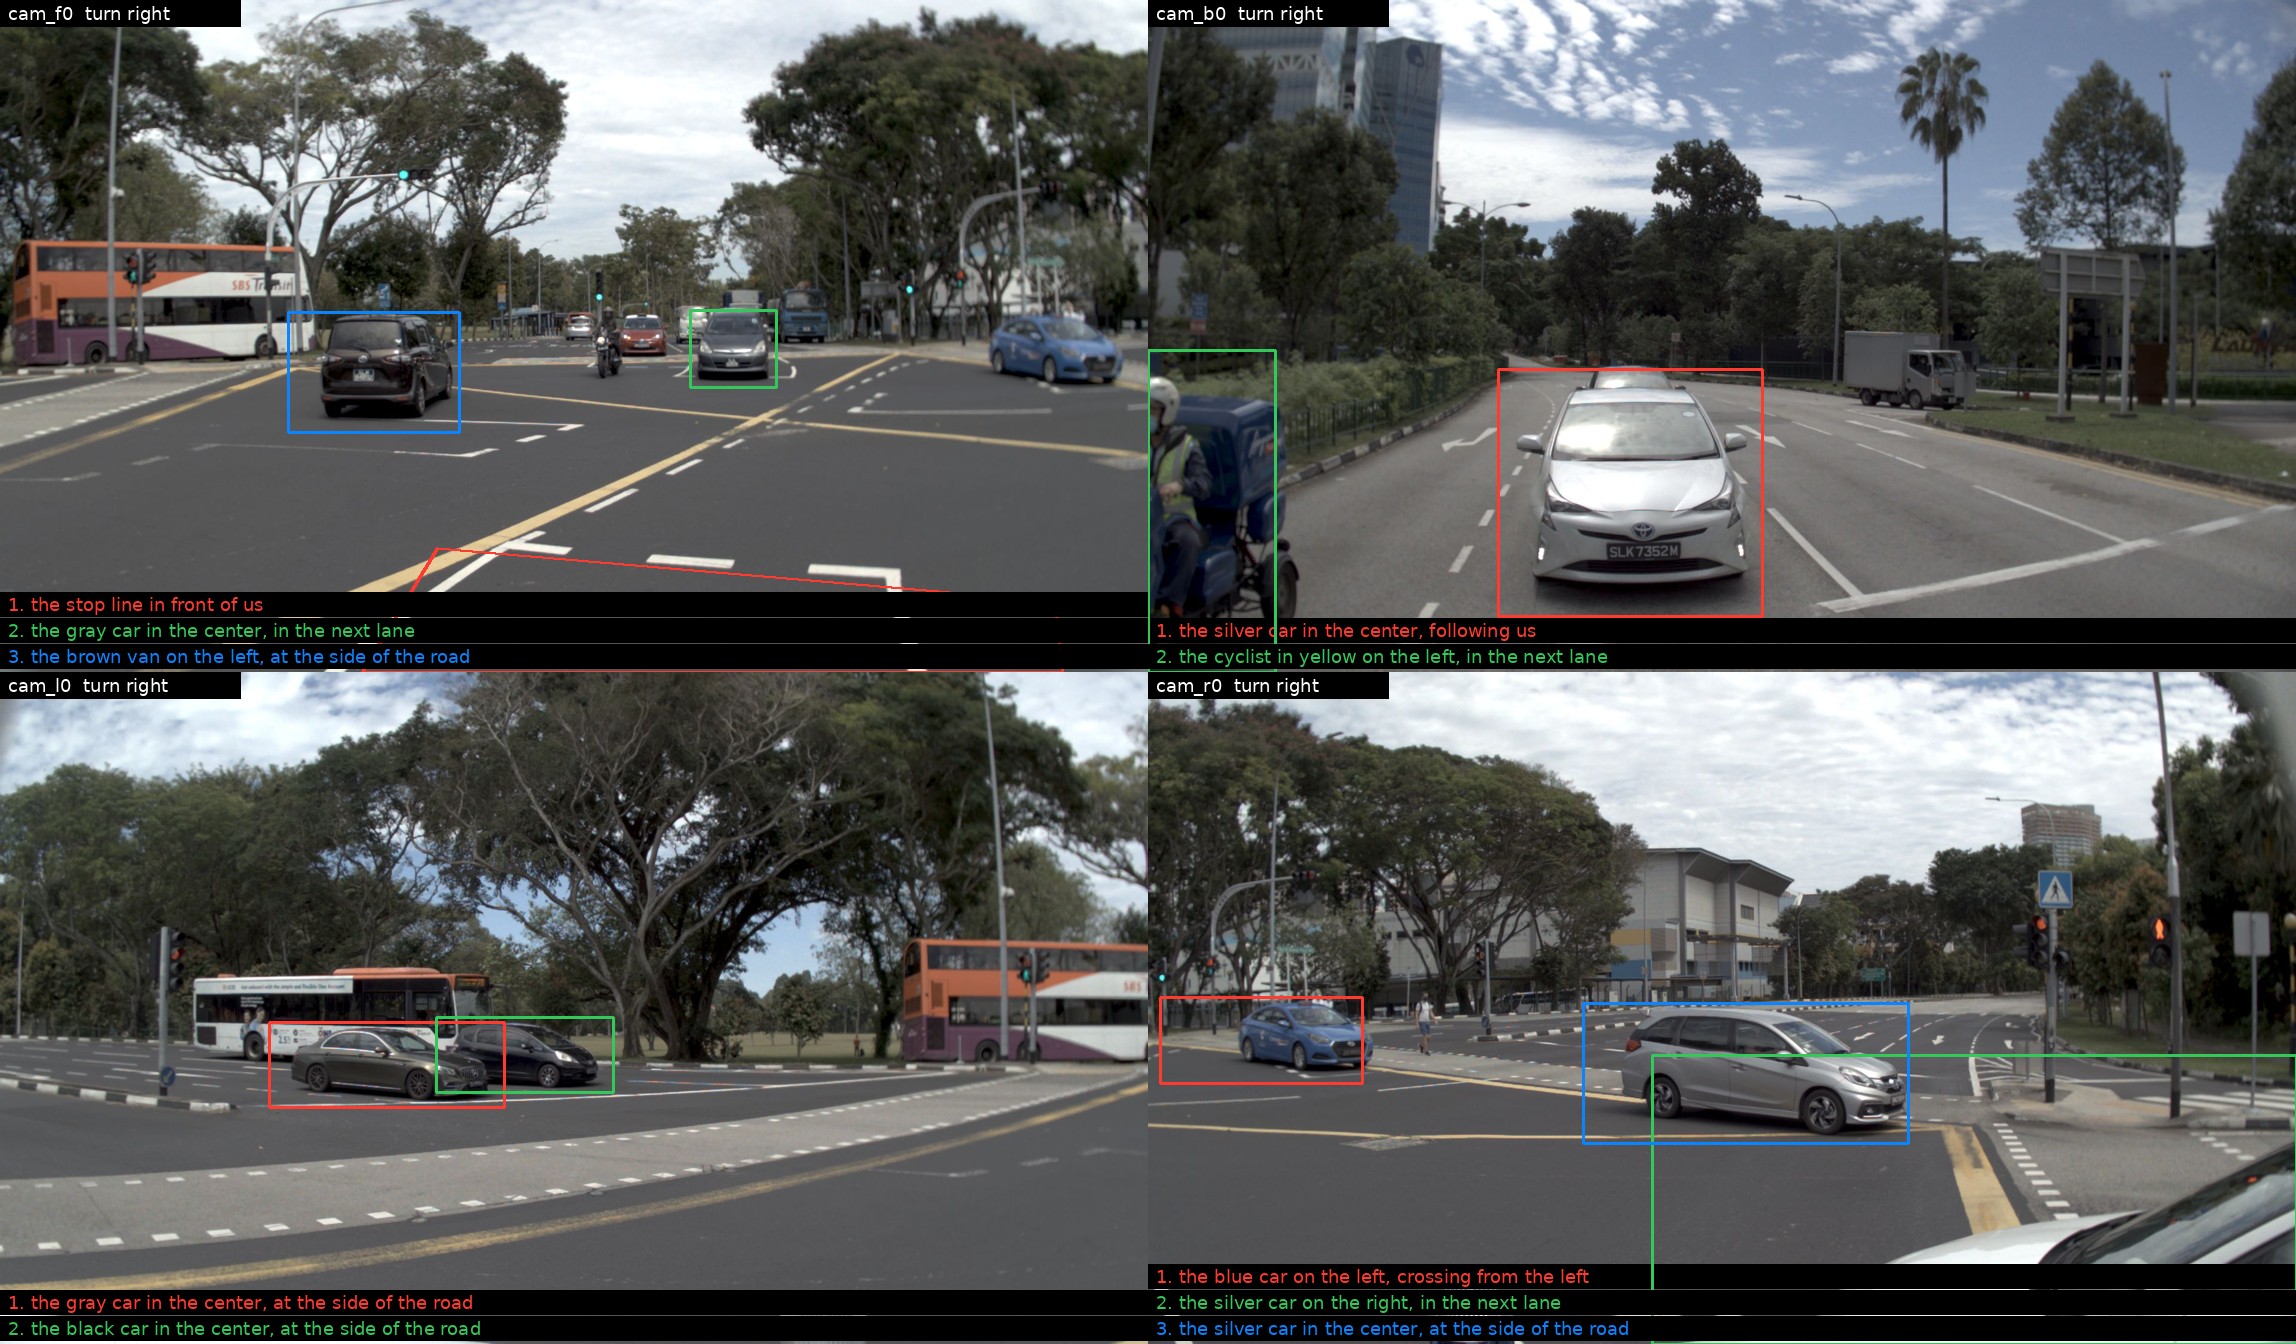 cam_f0 turn right
SBS Transit
1. the stop line in front of us
2. the gray car in the center, in the next lane
3. the brown van on the left, at the side of the road
cam_b0 turn right
SLK7352M
1. the silver car in the center, following us
2. the cyclist in yellow on the left, in the next lane
cam_l0 turn right
1. the gray car in the center, at the side of the road
2. the black car in the center, at the side of the road
cam_r0 turn right
1. the blue car on the left, crossing from the left
2. the silver car on the right, in the next lane
3. the silver car in the center, at the side of the road